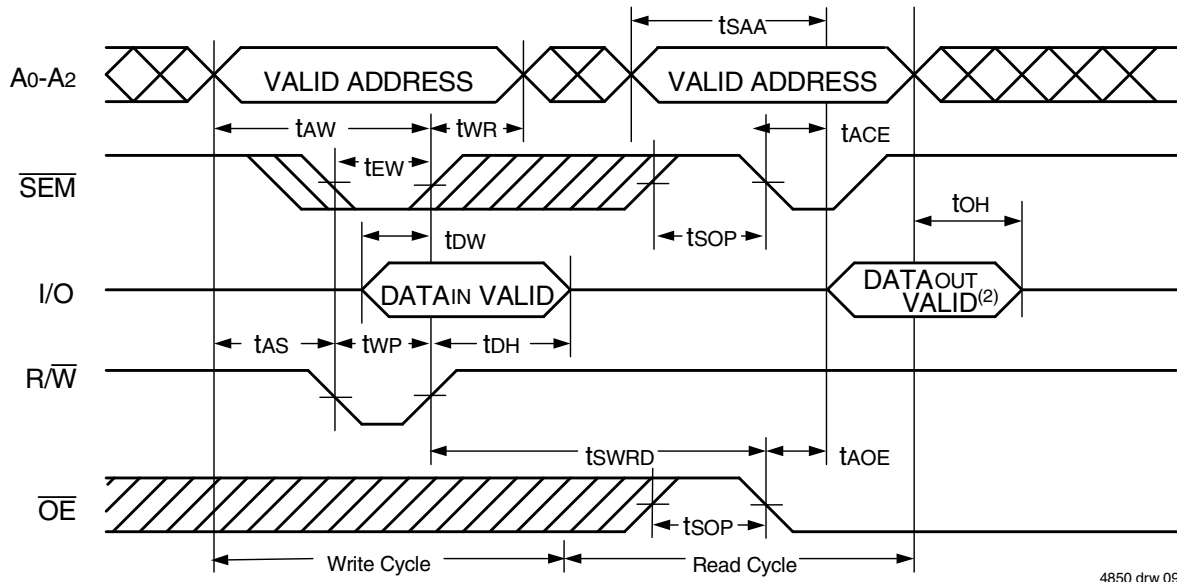 tSAA
A0-A2
VALID ADDRESS
VALID ADDRESS
tAW
tWR
tACE
tEW
SEM
tSOP
tOH
tDW
I/O
DATAIN VALID
DATAOUT
VALID(2)
tAS
tWP
tDH
R/W
tSWRD
tAOE
OE
tSOP
Write Cycle
Read Cycle
4850 drw 09